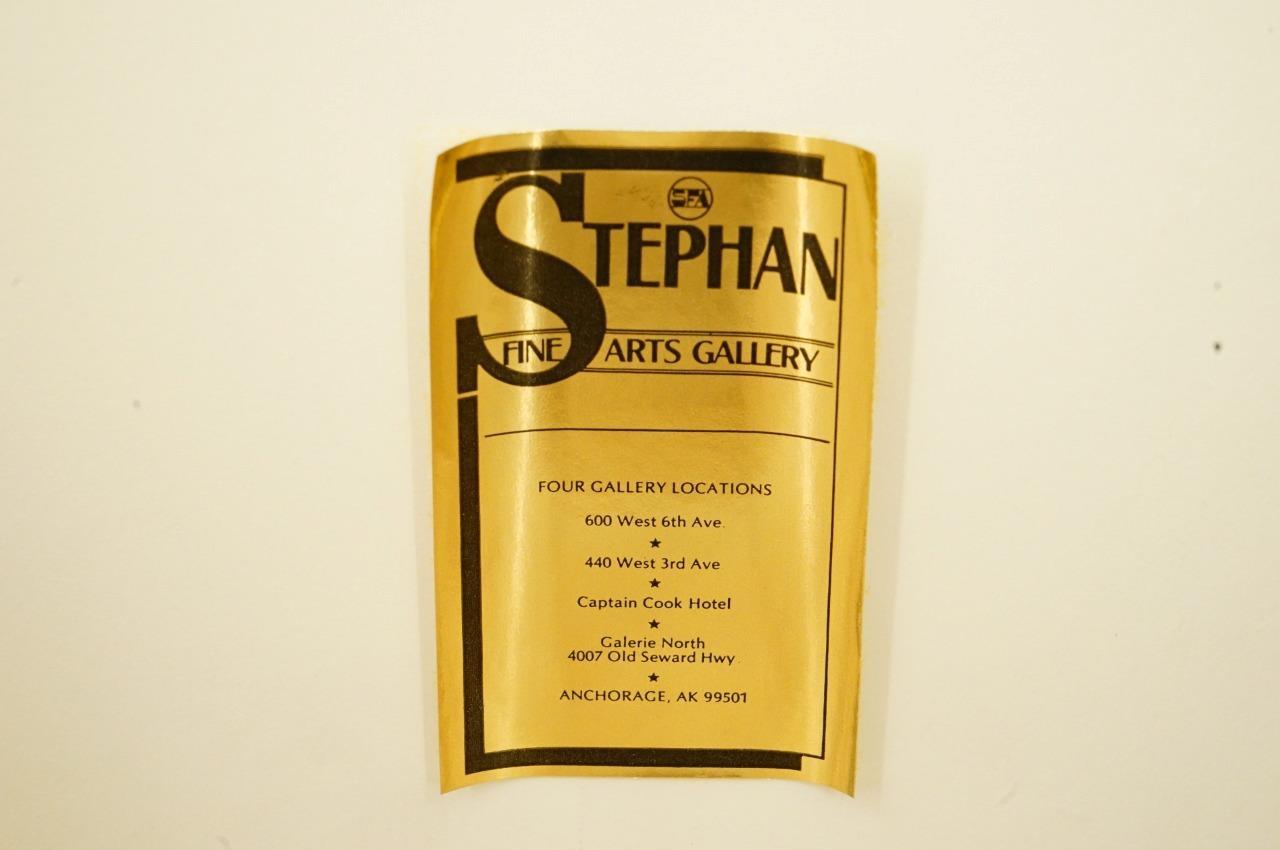 SFA
STEPHAN
FINE ARTS GALLERY
FOUR GALLERY LOCATIONS
600 West 6th Ave.
★
440 West 3rd Ave
★
Captain Cook Hotel
★
Galerie North
4007 Old Seward Hwy.
★
ANCHORAGE, AK 99501